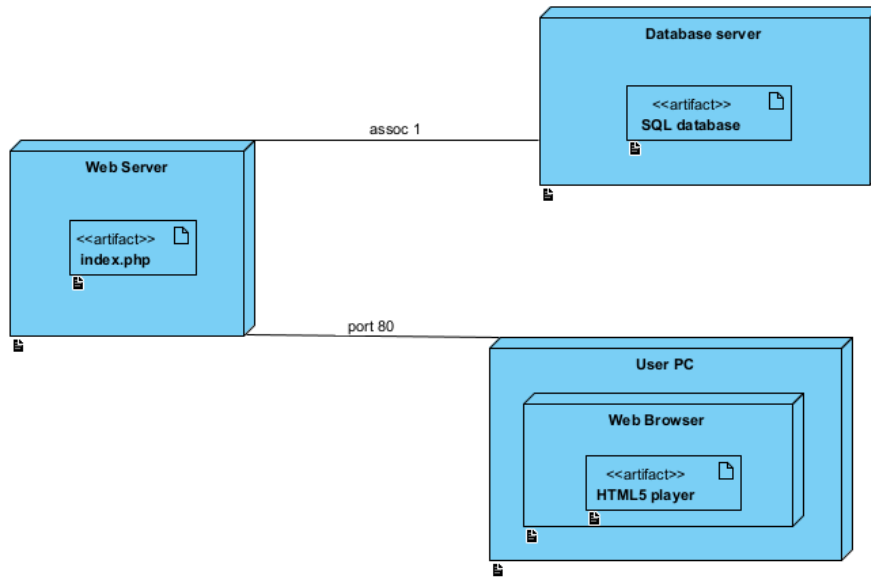 Database server
<<artifact>>
SQL database
assoc 1
Web Server
<<artifact>>
index.php
port 80
User PC
Web Browser
<<artifact>>
HTML5 player